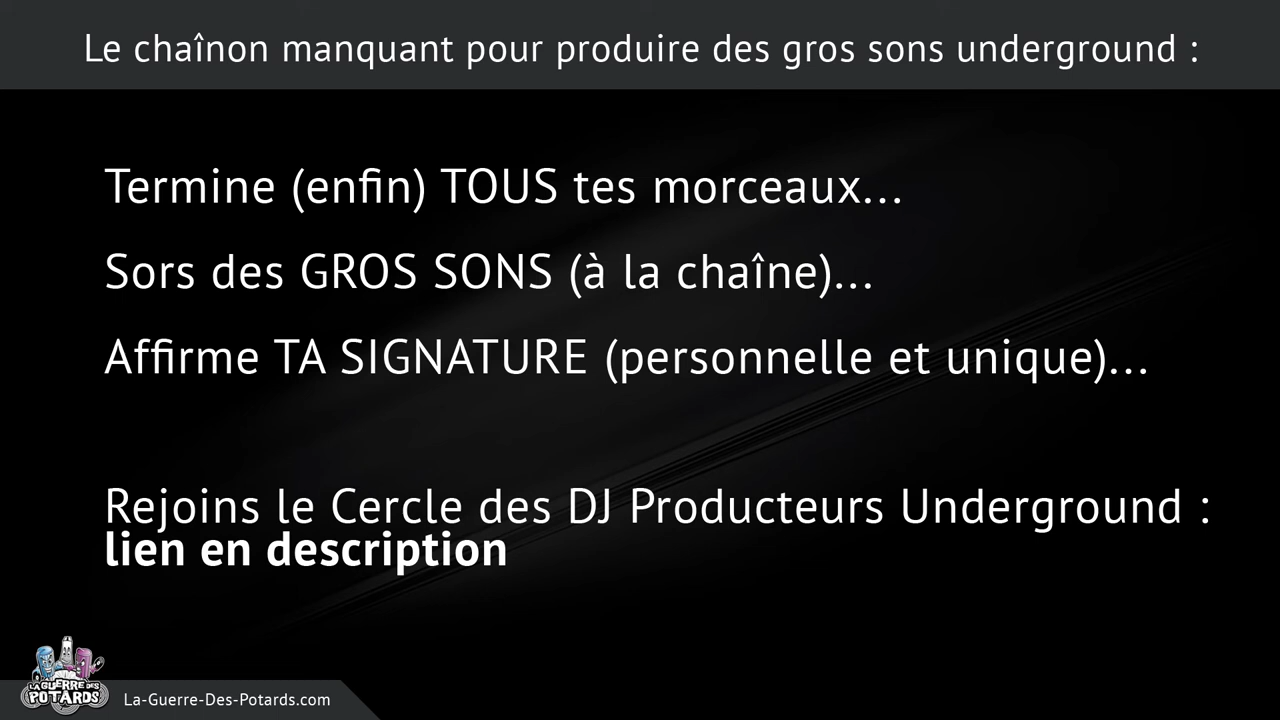 Le chaînon manquant pour produire des gros sons underground :
Termine (enfin) TOUS tes morceaux...
Sors des GROS SONS (à la chaîne)...
Affirme TA SIGNATURE (personnelle et unique)...
Rejoins le Cercle des DJ Producteurs Underground :
lien en description
LA GUERRE DES
POTARDS
La-Guerre-Des-Potards.com